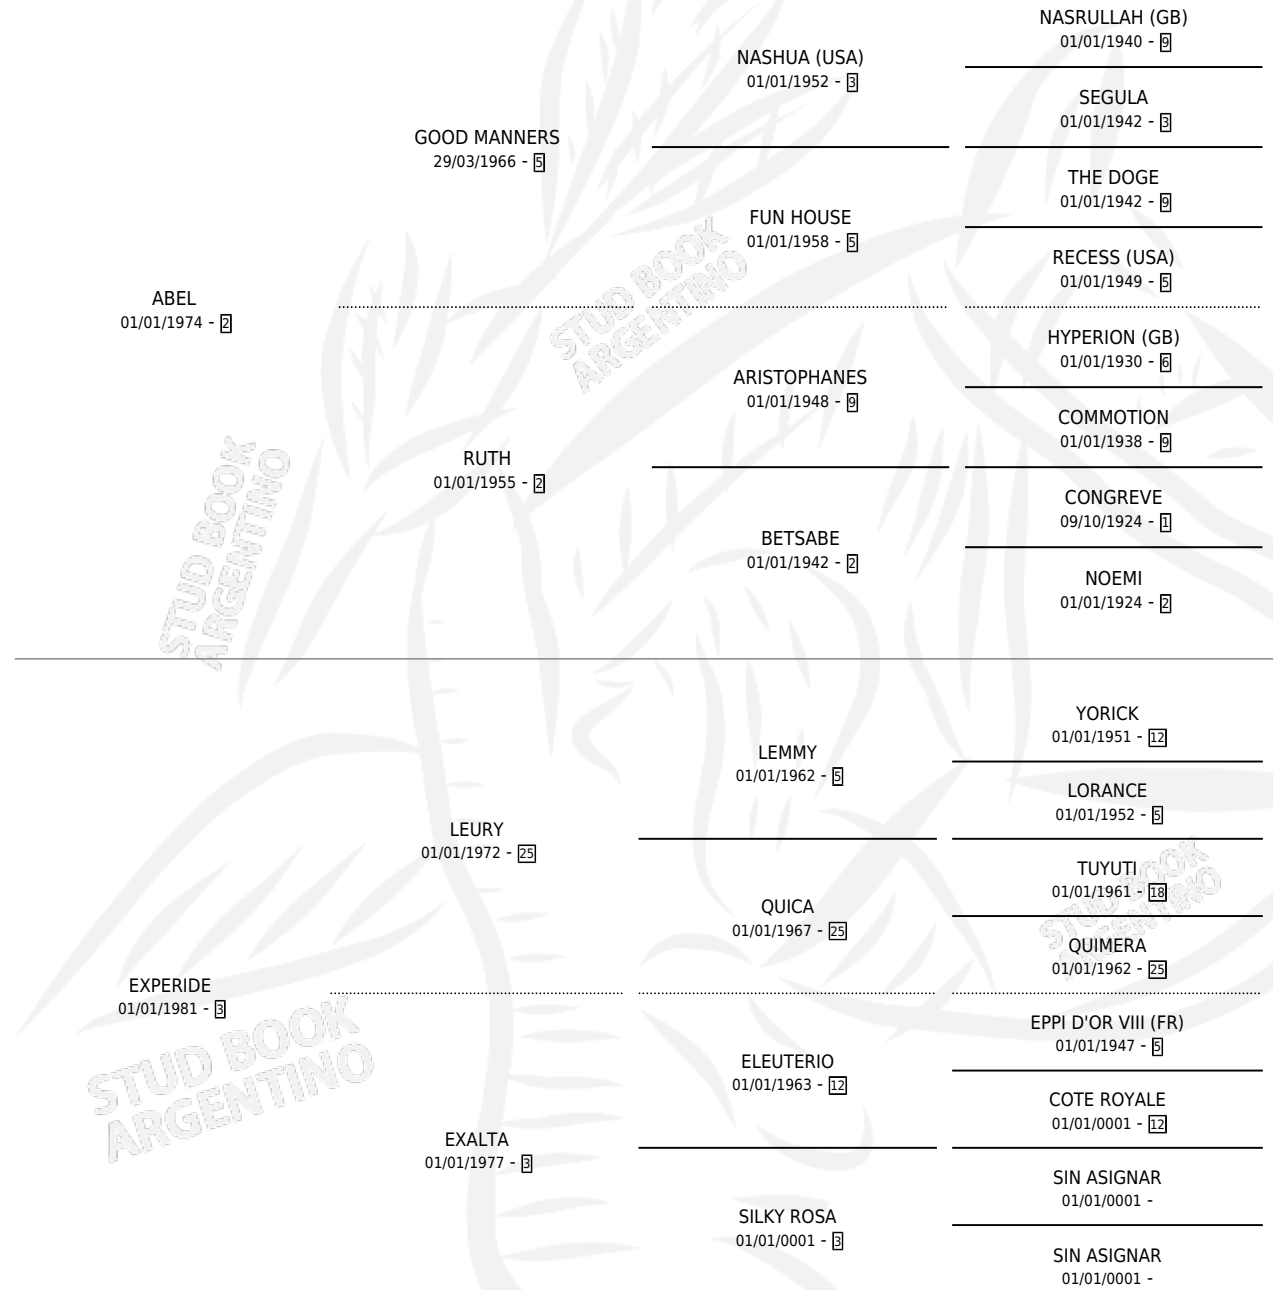 NASRULLAH (GB)
01/01/1940 - 9
NASHUA (USA)
01/01/1952 - 3
SEGULA
01/01/1942 - 3
GOOD MANNERS
29/03/1966 - 5
THE DOGE
01/01/1942 - 9
FUN HOUSE
01/01/1958 - 5
RECESS (USA)
01/01/1949 - 5
ABEL
01/01/1974 - 2
HYPERION (GB)
01/01/1930 - 6
ARISTOPHANES
01/01/1948 - 9
COMMOTION
01/01/1938 - 9
RUTH
01/01/1955 - 2
CONGREVE
09/10/1924 - 1
BETSABE
01/01/1942 - 2
NOEMI
01/01/1924 - 2
YORICK
01/01/1951 - 12
LEMMY
01/01/1962 - 5
LORANCE
01/01/1952 - 5
LEURY
01/01/1972 - 25
TUYUTI
01/01/1961 - 18
QUICA
01/01/1967 - 25
QUIMERA
01/01/1962 - 25
EXPERIDE
01/01/1981 - 3
EPPI D'OR VIII (FR)
01/01/1947 - 5
ELEUTERIO
01/01/1963 - 12
COTE ROYALE
01/01/0001 - 12
EXALTA
01/01/1977 - 3
SIN ASIGNAR
01/01/0001 -
SILKY ROSA
01/01/0001 - 3
SIN ASIGNAR
01/01/0001 -
STUD BOOK
ARGENTINO
STUD BOOK
ARGENTINO
STUD BOOK
ARGENTINO
STUD BOOK
ARGENTINO